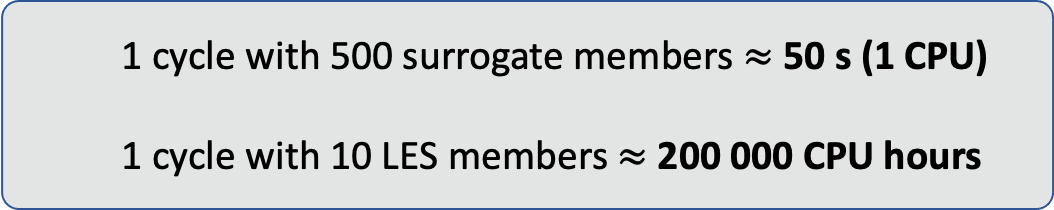 1 cycle with 500 surrogate members ≈ 50 s (1 CPU)
1 cycle with 10 LES members ≈ 200 000 CPU hours